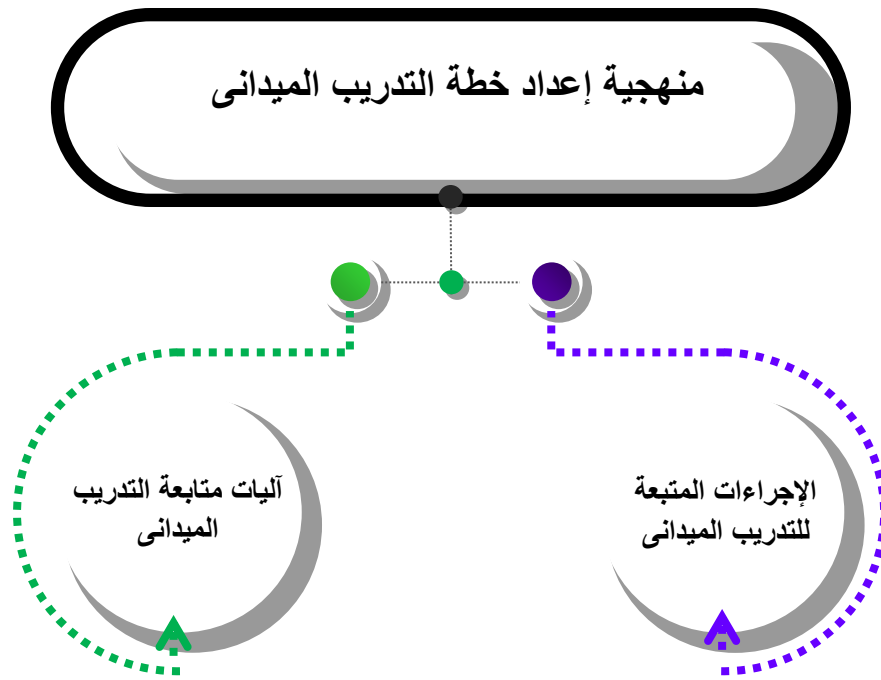 منهجية إعداد خطة التدريب الميدانى
الإجراءات المتبعة
للتدريب الميدانى
آليات متابعة التدريب
الميدانى